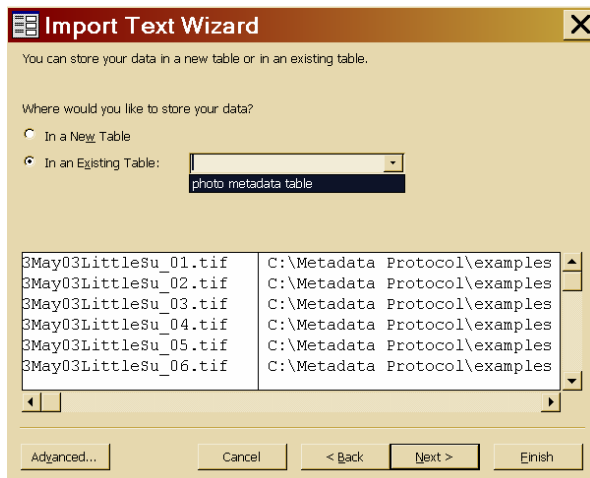 Import Text Wizard
You can store your data in a new table or in an existing table.
Where would you like to store your data?
In a New Table
In an Existing Table:
photo metadata table
3May03LittleSu_01.tif C:\Metadata Protocol\examples
3May03LittleSu_02.tif C:\Metadata Protocol\examples
3May03LittleSu_03.tif C:\Metadata Protocol\examples
3May03LittleSu_04.tif C:\Metadata Protocol\examples
3May03LittleSu_05.tif C:\Metadata Protocol\examples
3May03LittleSu_06.tif C:\Metadata Protocol\examples
Advanced... Cancel < Back Next > Finish